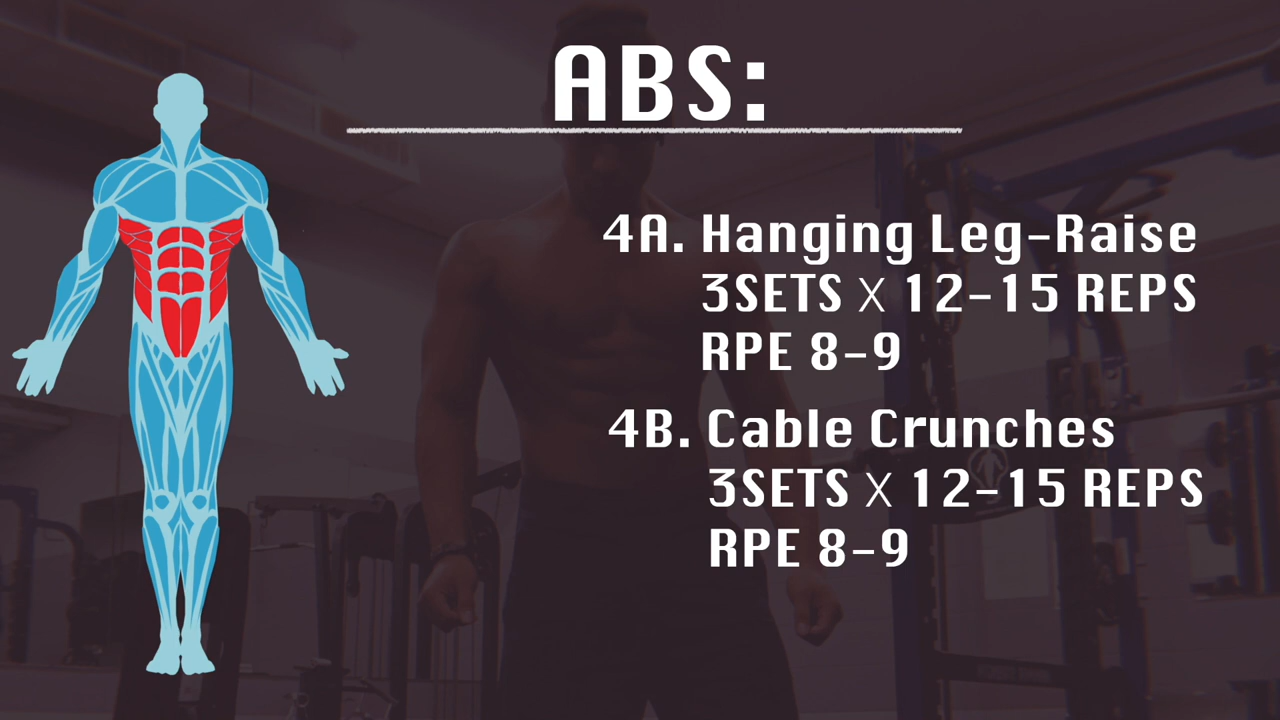 ABS:
4A. Hanging Leg-Raise
3SETS X 12-15 REPS
RPE 8-9
4B. Cable Crunches
3SETS X 12-15 REPS
RPE 8-9